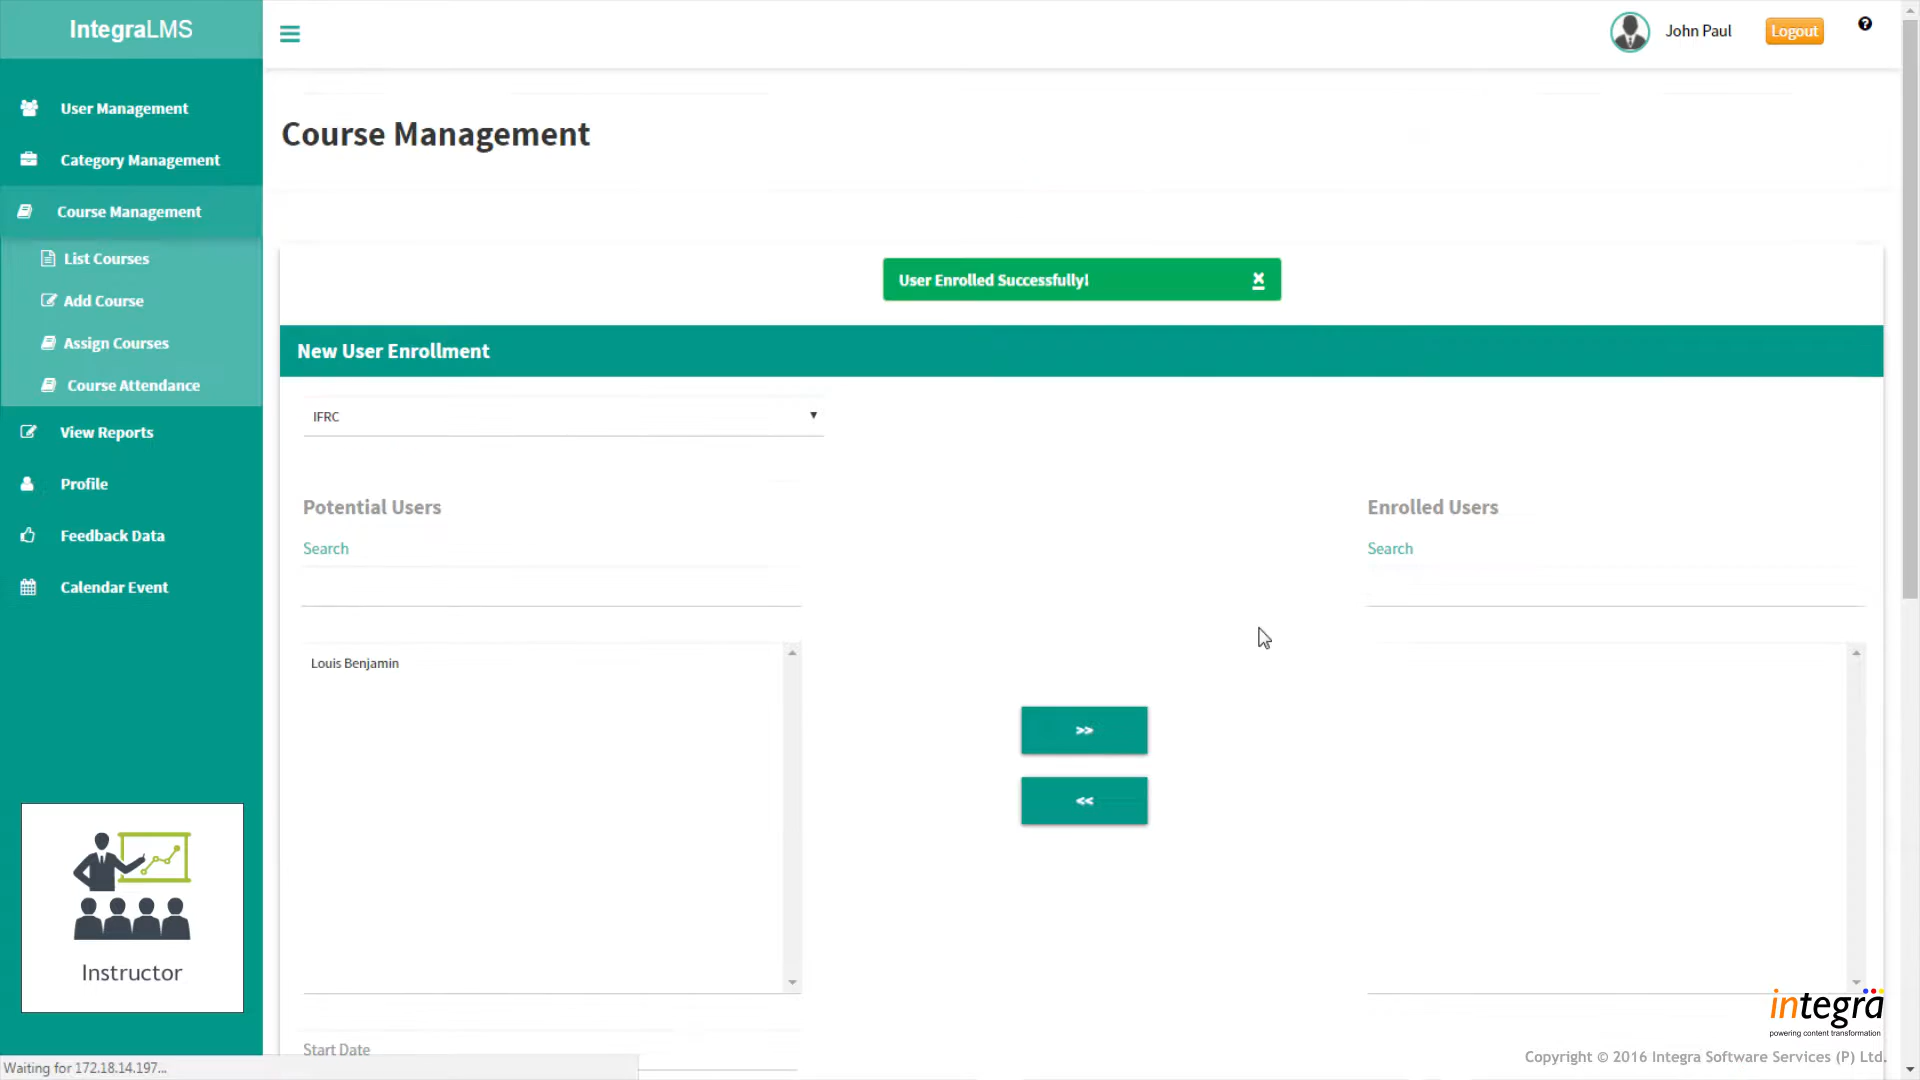 IntegraLMS
John Paul
Logout
User Management
Category Management
Course Management
List Courses
Add Course
Assign Courses
Course Attendance
View Reports
Profile
Feedback Data
Calendar Event
Instructor
Course Management
User Enrolled Successfully!
x
New User Enrollment
IFRC
Potential Users
Enrolled Users
Search
Search
Louis Benjamin
>>
<<
Start Date
integra
powering content transformation
Waiting for 172.18.14.197...
Copyright © 2016 Integra Software Services (P) Ltd.